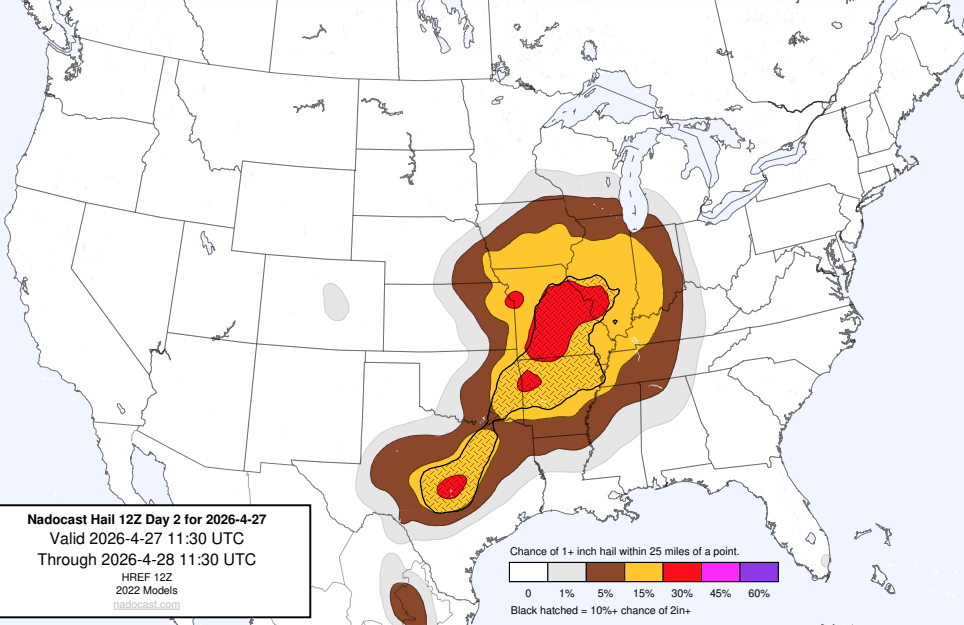 Nadocast Hail 12Z Day 2 for 2026-4-27
Valid 2026-4-27 11:30 UTC
Through 2026-4-28 11:30 UTC
HREF 12Z
2022 Models
nadocast.com
Chance of 1+ inch hail within 25 miles of a point.
0 1% 5% 15% 30% 45% 60%
Black hatched = 10%+ chance of 2in+